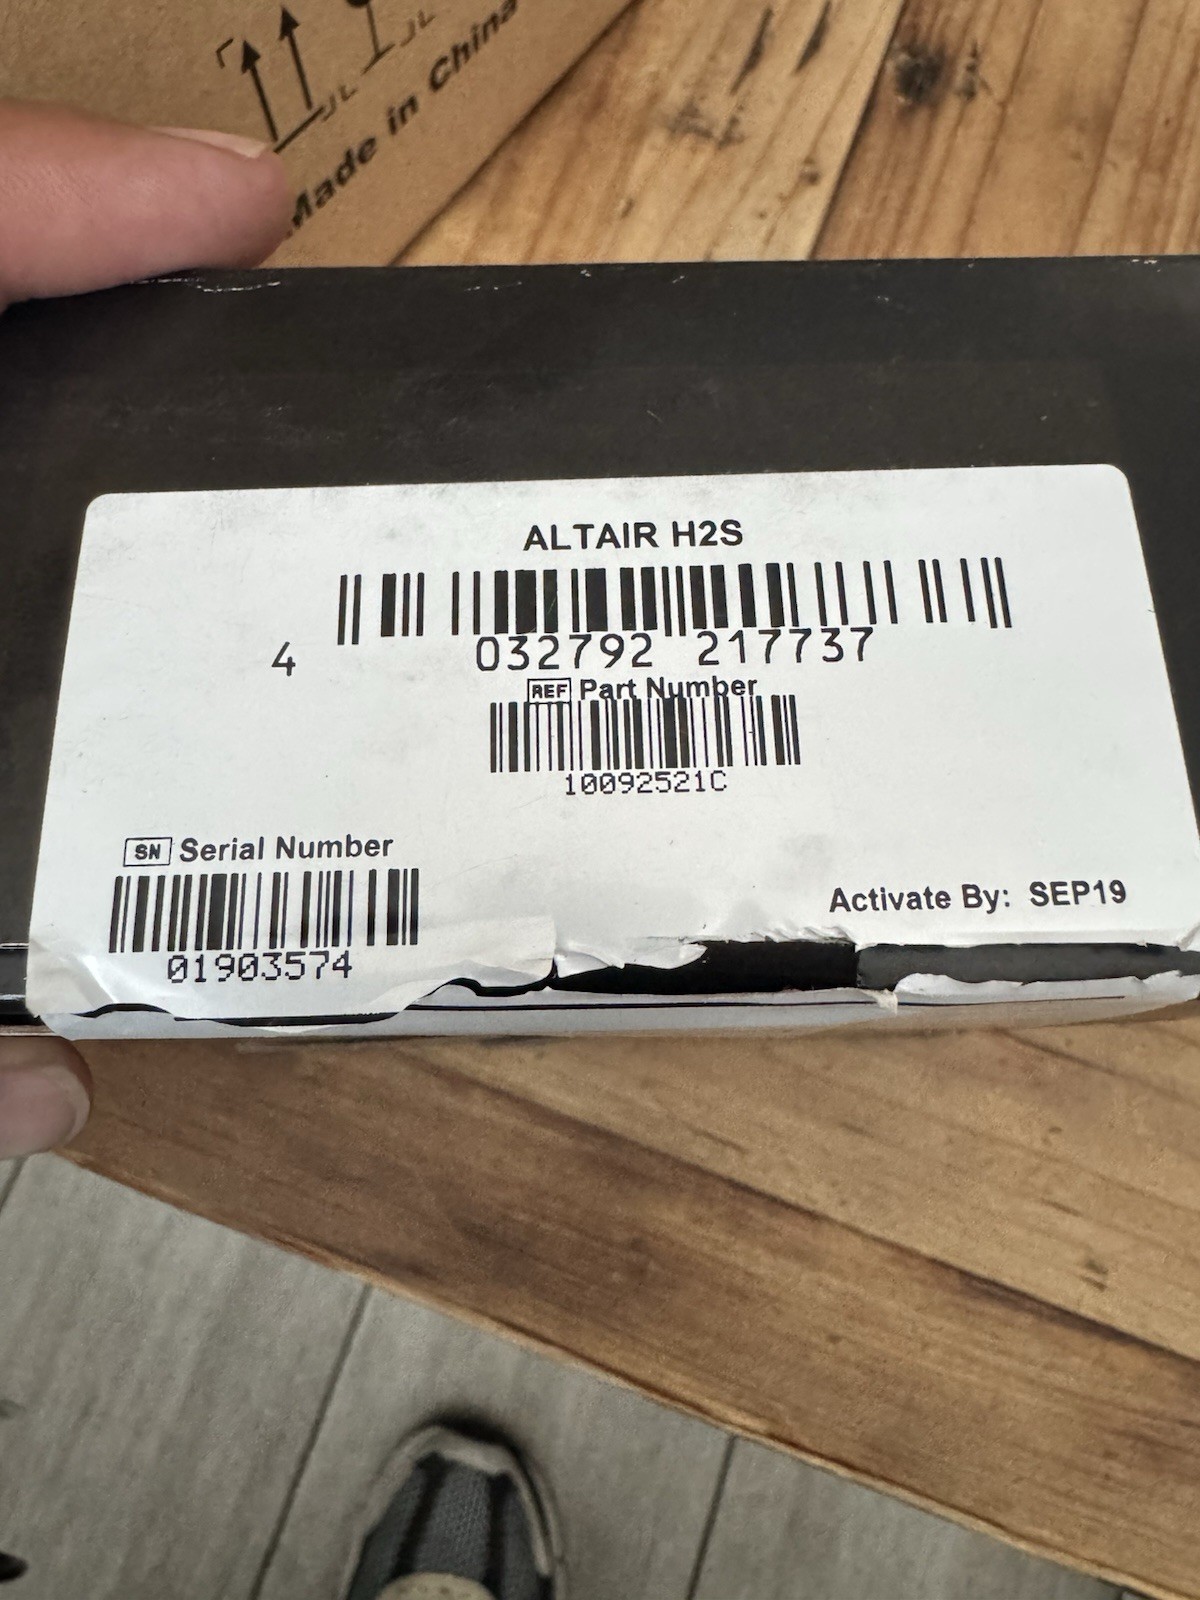 Made in China
ALTAIR H2S
4 032792 217737
REF Part Number
10092521C
SN Serial Number
01903574
Activate By: SEP19